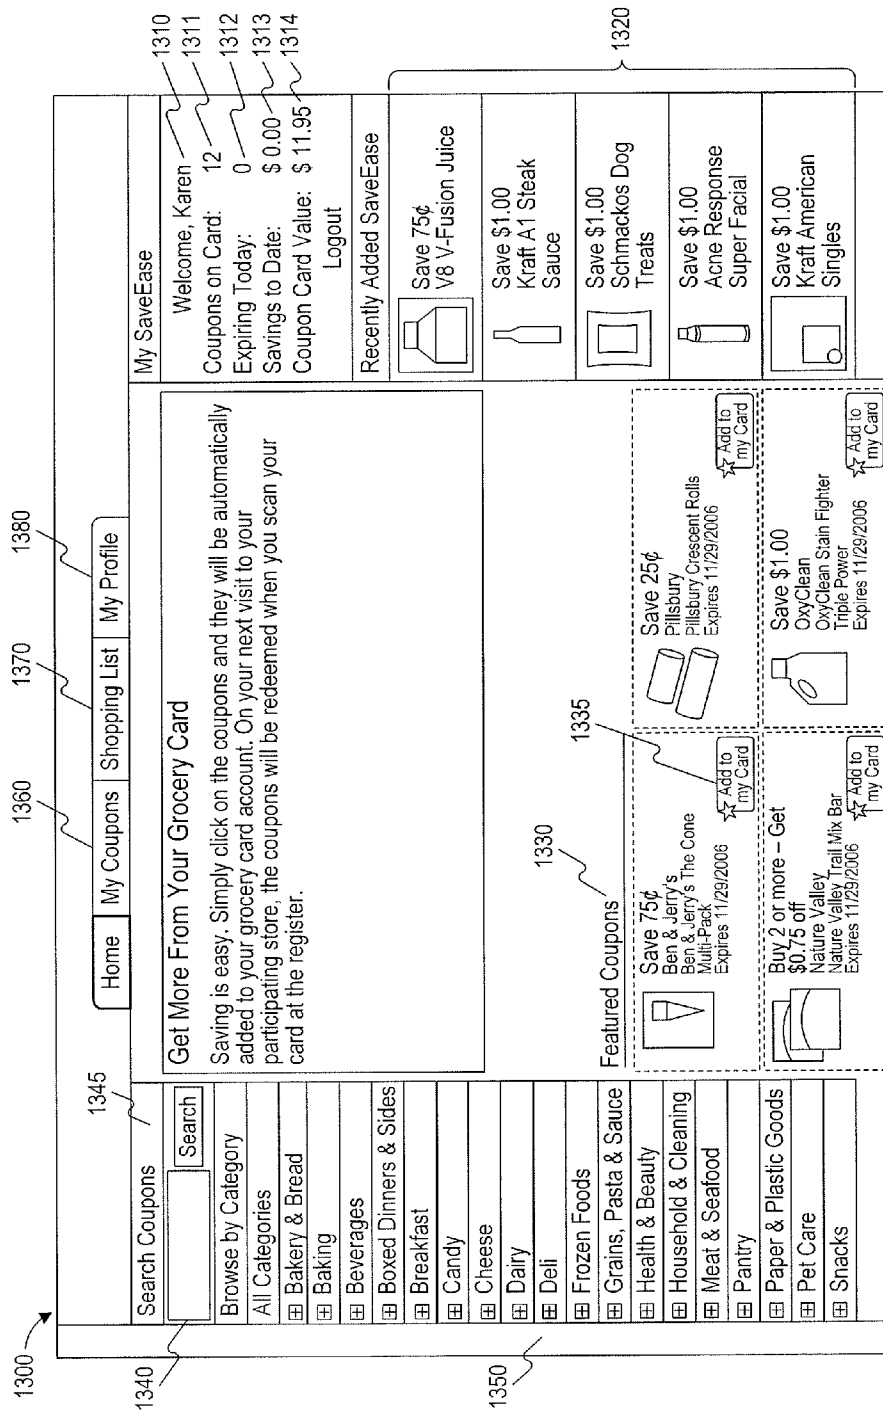 1300
1360
1370
1380
Home
My Coupons
Shopping List
My Profile
1345
Search Coupons
1340
Search
Browse by Category
All Categories
Bakery & Bread
Baking
Beverages
Boxed Dinners & Sides
Breakfast
Candy
Cheese
Dairy
Deli
Frozen Foods
Grains, Pasta & Sauce
Health & Beauty
Household & Cleaning
Meat & Seafood
Pantry
Paper & Plastic Goods
Pet Care
Snacks
1350
Get More From Your Grocery Card
Saving is easy. Simply click on the coupons and they will be automatically
added to your grocery card account. On your next visit to your
participating store, the coupons will be redeemed when you scan your
card at the register.
1330
1335
Featured Coupons
Save 75¢
Ben & Jerry's
Ben & Jerry's The Cone
Multi-Pack
Expires 11/29/2006
Add to
my Card
Save 25¢
Pillsbury
Pillsbury Crescent Rolls
Expires 11/29/2006
Add to
my Card
Buy 2 or more – Get
$0.75 off
Nature Valley
Nature Valley Trail Mix Bar
Expires 11/29/2006
Add to
my Card
Save $1.00
OxyClean
OxyClean Stain Fighter
Triple Power
Expires 11/29/2006
Add to
my Card
My SaveEase
Welcome, Karen
1310
Coupons on Card: 12
1311
Expiring Today: 0
1312
Savings to Date: $ 0.00
1313
Coupon Card Value: $ 11.95
1314
Logout
Recently Added SaveEase
Save 75¢
V8 V-Fusion Juice
Save $1.00
Kraft A1 Steak
Sauce
Save $1.00
Schmackos Dog
Treats
Save $1.00
Acne Response
Super Facial
Save $1.00
Kraft American
Singles
1320